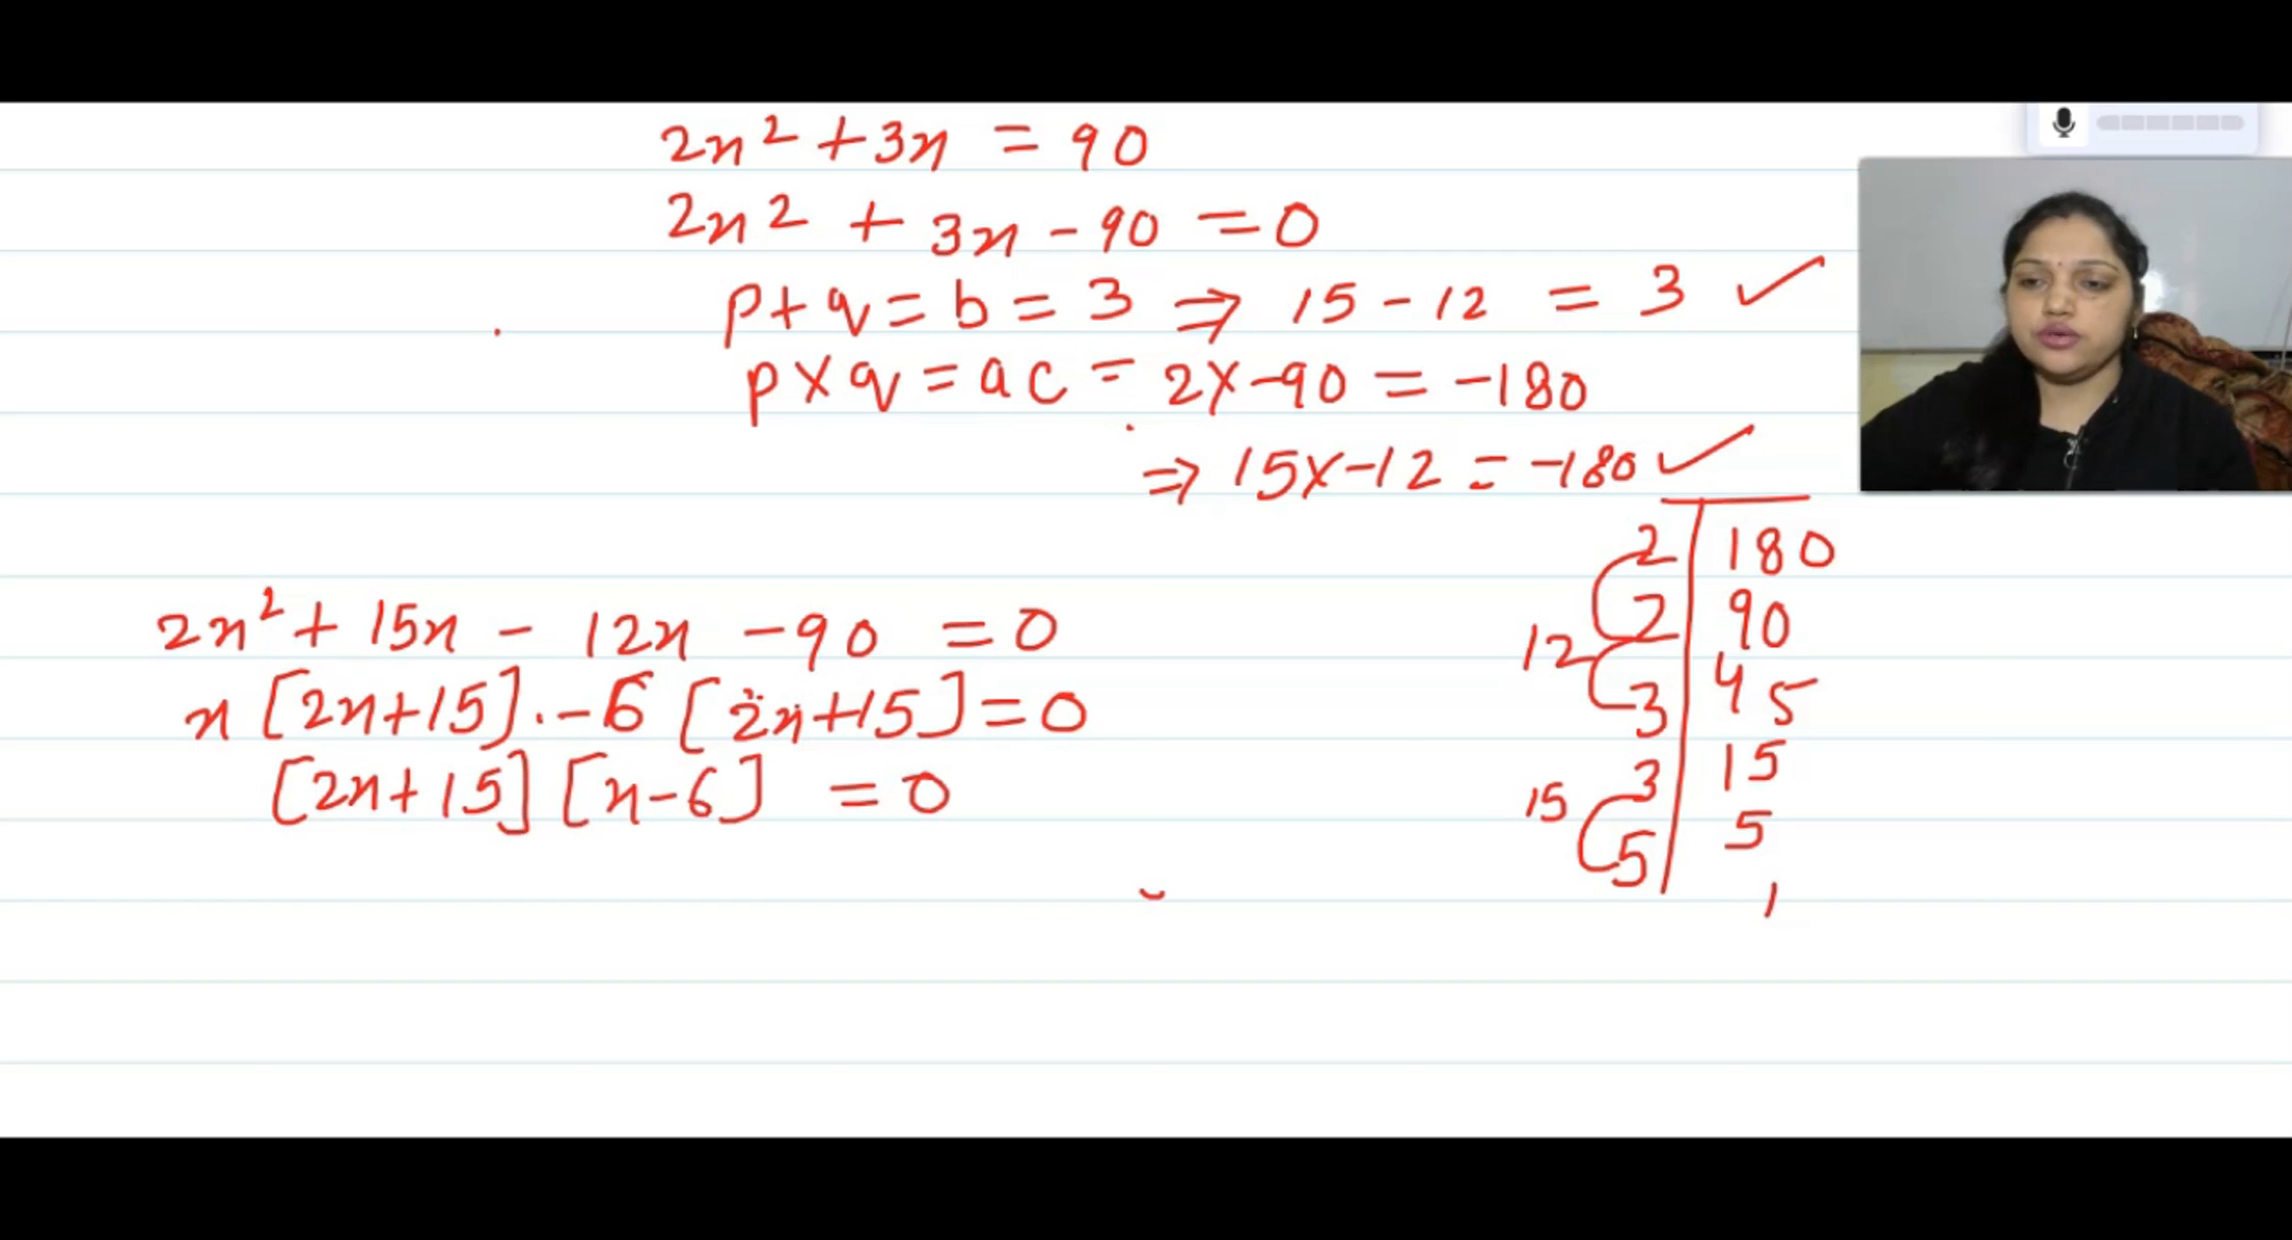 2x² + 3x = 90
2x² + 3x - 90 = 0
p + q = b = 3 ⇒ 15 - 12 = 3 ✓
p × q = ac = 2 × -90 = -180
⇒ 15 × -12 = -180 ✓
2x² + 15x - 12x - 90 = 0
x [2x + 15] - 6 [2x + 15] = 0
[2x + 15] [x - 6] = 0
2 | 180
2 | 90
12
3 | 45
3 | 15
15
5 | 5
1